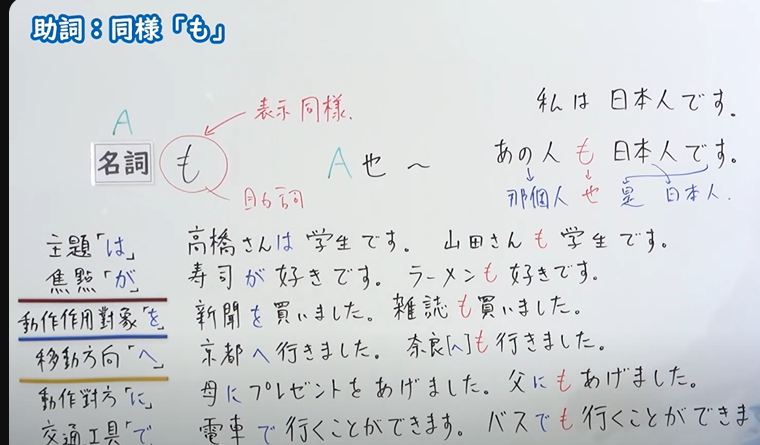 助詞：同様「も」
表示同様.
私は 日本人です.
A
名詞 も
A也～
あの人 も 日本人です.
助詞
那個人 也 是 日本人.
主題「は」 高橋さんは 学生です。 山田さんも 学生です。
焦點「が」 寿司が 好きです。 ラーメンも 好きです。
動作作用對象「を」 新聞を買いました。 雑誌も買いました。
移動方向「へ」 京都へ行きました。 奈良[へ]も行きました。
動作對方「に」 母にプレゼントをあげました。父にもあげました。
交通工具「で 電車で行くことができます。 バスでも行くことができま